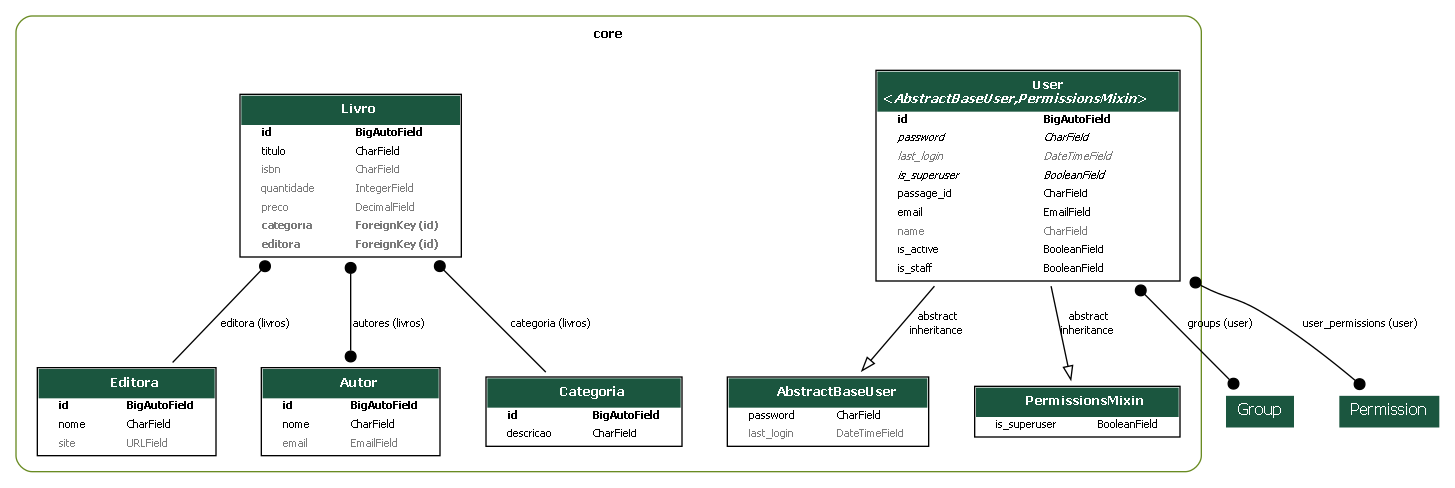 core
Livro
id BigAutoField
titulo CharField
isbn CharField
quantidade IntegerField
preco DecimalField
categoria ForeignKey (id)
editora ForeignKey (id)
User
<AbstractBaseUser,PermissionsMixin>
id BigAutoField
password CharField
last_login DateTimeField
is_superuser BooleanField
passage_id CharField
email EmailField
name CharField
is_active BooleanField
is_staff BooleanField
editora (livros)
autores (livros)
categoria (livros)
abstract
inheritance
abstract
inheritance
groups (user)
user_permissions (user)
Editora
id BigAutoField
nome CharField
site URLField
Autor
id BigAutoField
nome CharField
email EmailField
Categoria
id BigAutoField
descricao CharField
AbstractBaseUser
password CharField
last_login DateTimeField
PermissionsMixin
is_superuser BooleanField
Group
Permission